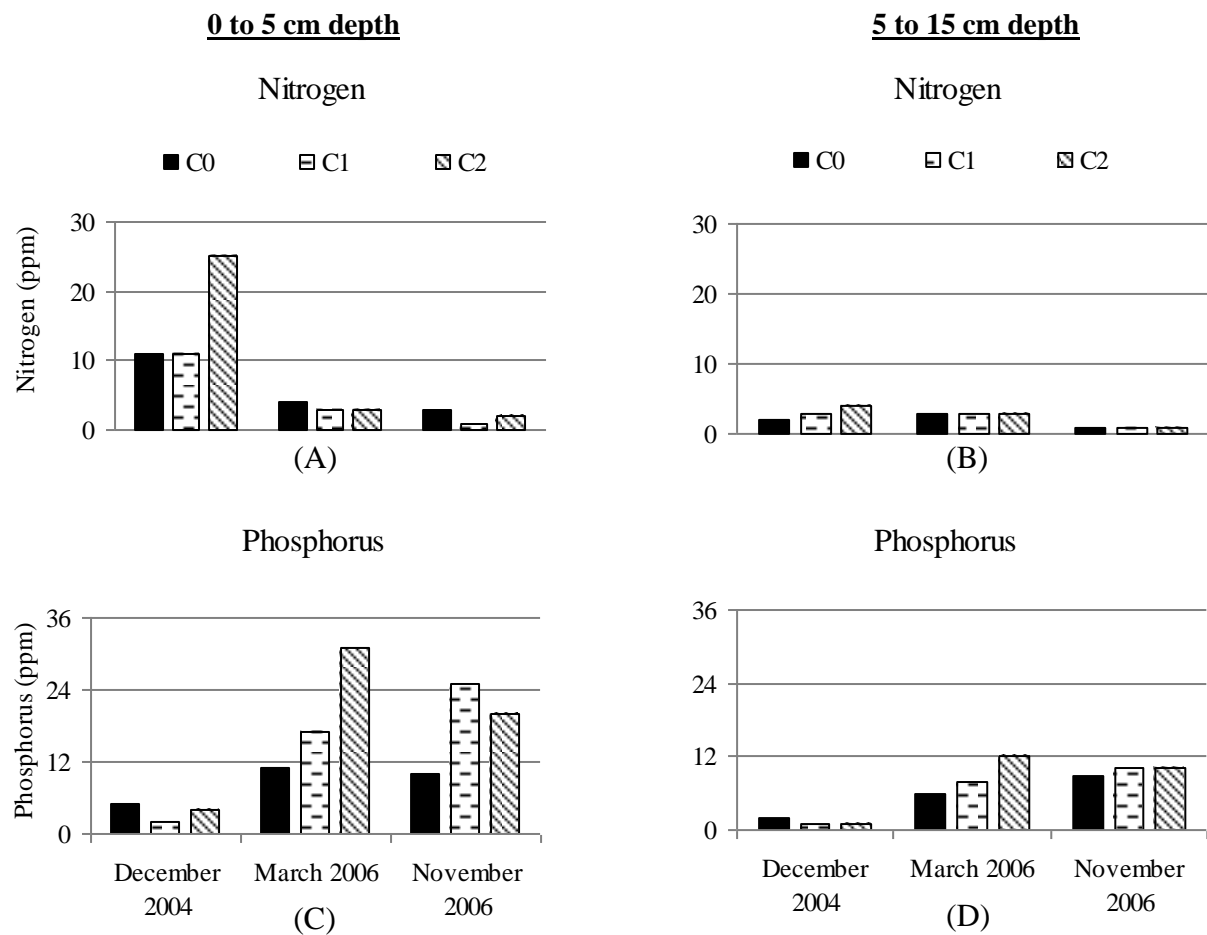 0 to 5 cm depth
5 to 15 cm depth
Nitrogen
Nitrogen
C0 C1 C2
C0 C1 C2
Nitrogen (ppm)
30
20
10
0
(A)
30
20
10
0
(B)
Phosphorus
Phosphorus
Phosphorus (ppm)
36
24
12
0
December
2004
March 2006
November
2006
(C)
36
24
12
0
December
2004
March 2006
November
2006
(D)